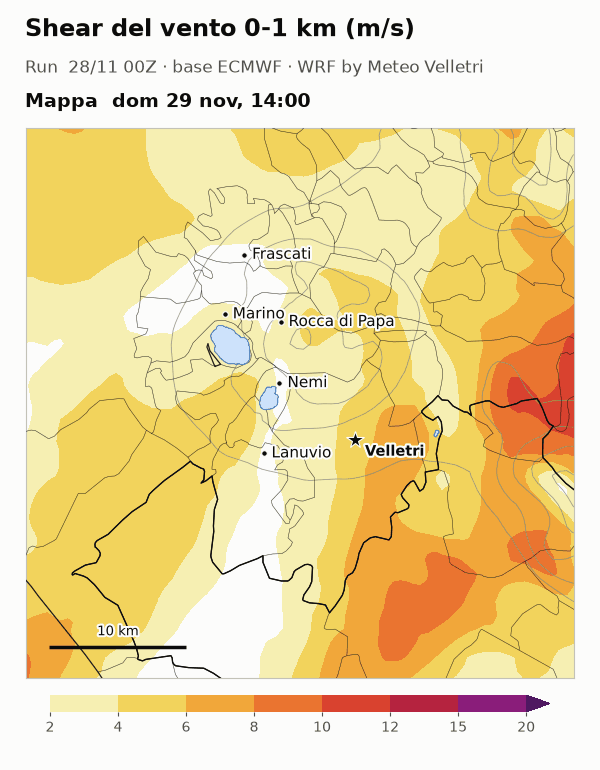 Shear del vento 0-1 km (m/s)
Run  28/11 00Z · base ECMWF · WRF by Meteo Velletri
Mappa  dom 29 nov, 14:00
Frascati
Marino
Rocca di Papa
Nemi
Velletri
Lanuvio
10 km
2 4 6 8 10 12 15 20